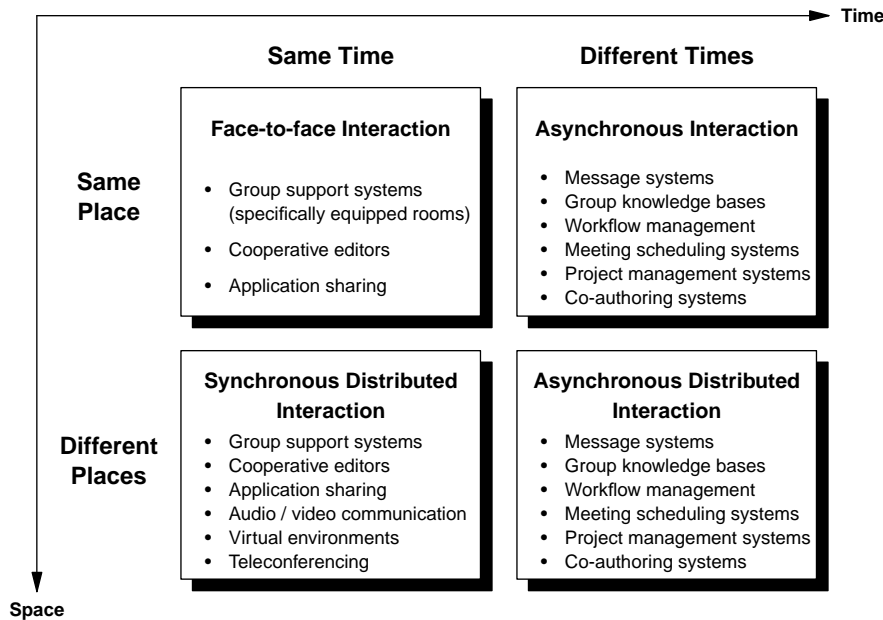 Time
Same Time
Different Times
Same
Place
Face-to-face Interaction
• Group support systems
(specifically equipped rooms)
• Cooperative editors
• Application sharing
Asynchronous Interaction
• Message systems
• Group knowledge bases
• Workflow management
• Meeting scheduling systems
• Project management systems
• Co-authoring systems
Different
Places
Synchronous Distributed
Interaction
• Group support systems
• Cooperative editors
• Application sharing
• Audio / video communication
• Virtual environments
• Teleconferencing
Asynchronous Distributed
Interaction
• Message systems
• Group knowledge bases
• Workflow management
• Meeting scheduling systems
• Project management systems
• Co-authoring systems
Space